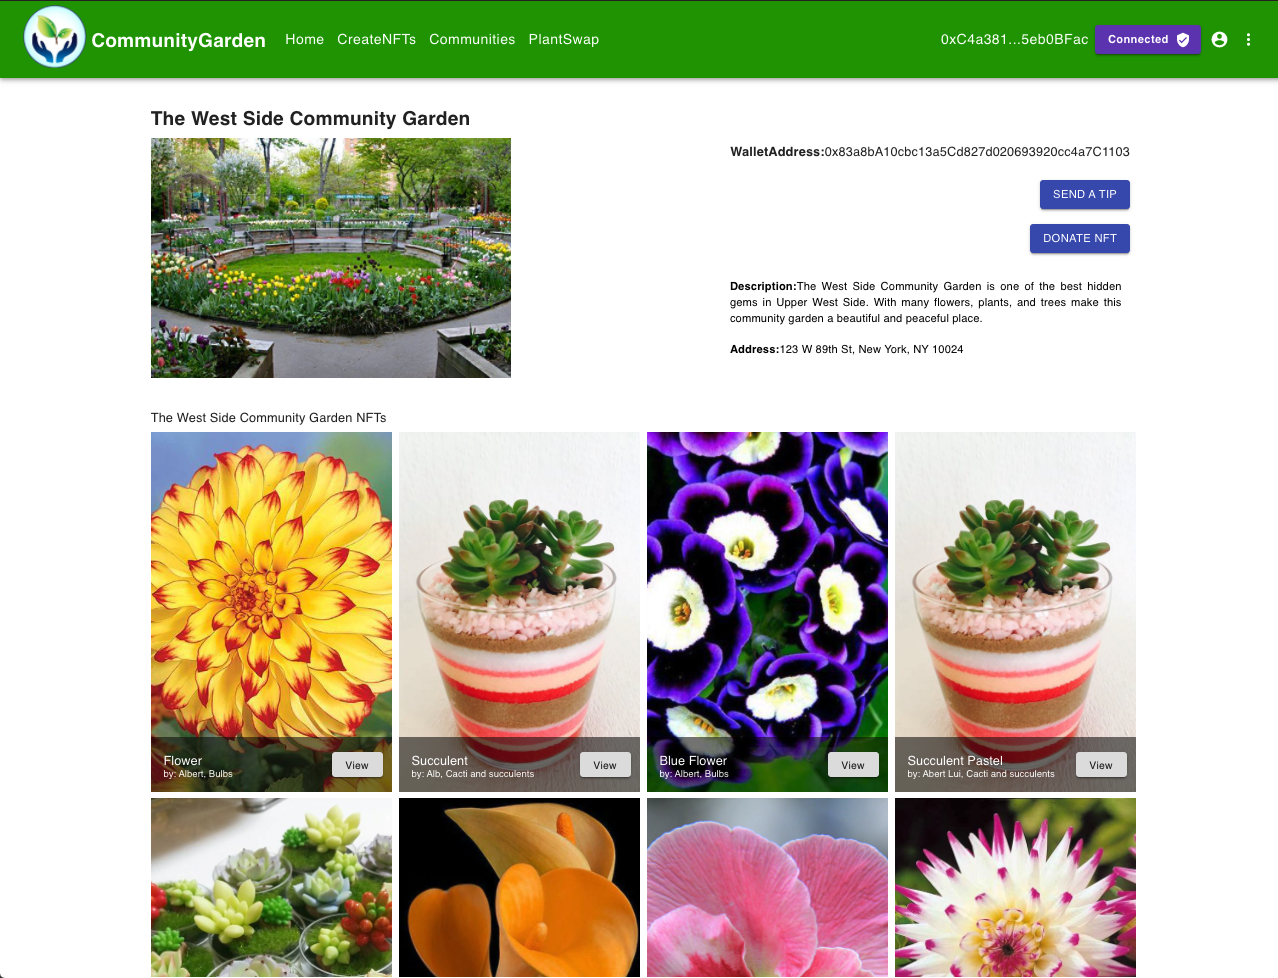 CommunityGarden Home CreateNFTs Communities PlantSwap 0xC4a381...5eb0BFac Connected
The West Side Community Garden
WalletAddress:0x83a8bA10cbc13a5Cd827d020693920cc4a7C1103
SEND A TIP
DONATE NFT
Description:The West Side Community Garden is one of the best hidden
gems in Upper West Side. With many flowers, plants, and trees make this
community garden a beautiful and peaceful place.
Address:123 W 89th St, New York, NY 10024
The West Side Community Garden NFTs
Flower
by: Albert, Bulbs
View
Succulent
by: Alb, Cacti and succulents
View
Blue Flower
by: Albert, Bulbs
View
Succulent Pastel
by: Abert Lui, Cacti and succulents
View